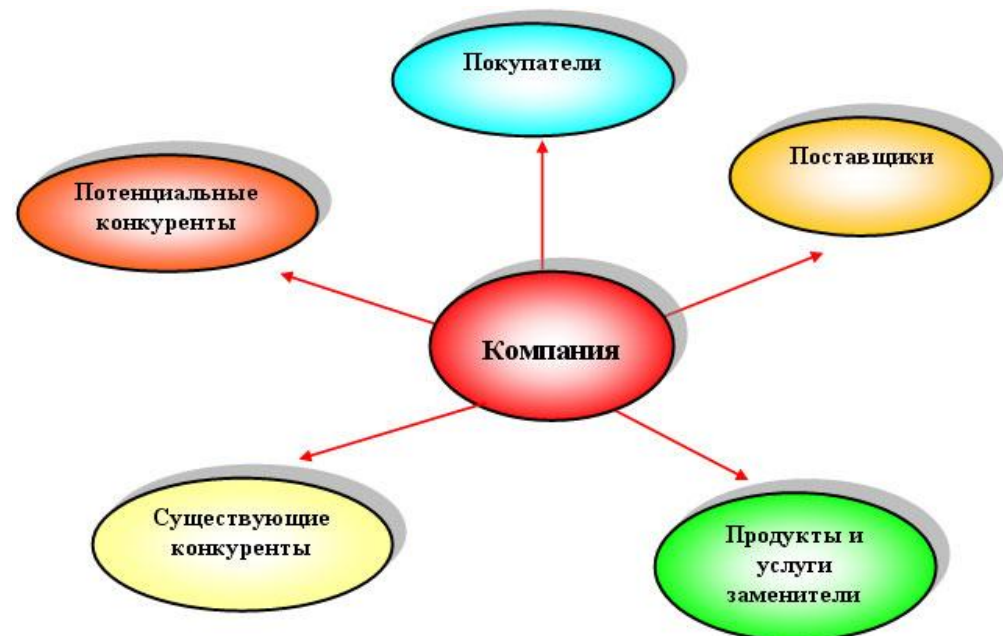 Покупатели
Поставщики
Потенциальные
конкуренты
Компания
Существующие
конкуренты
Продукты и
услуги
заменители